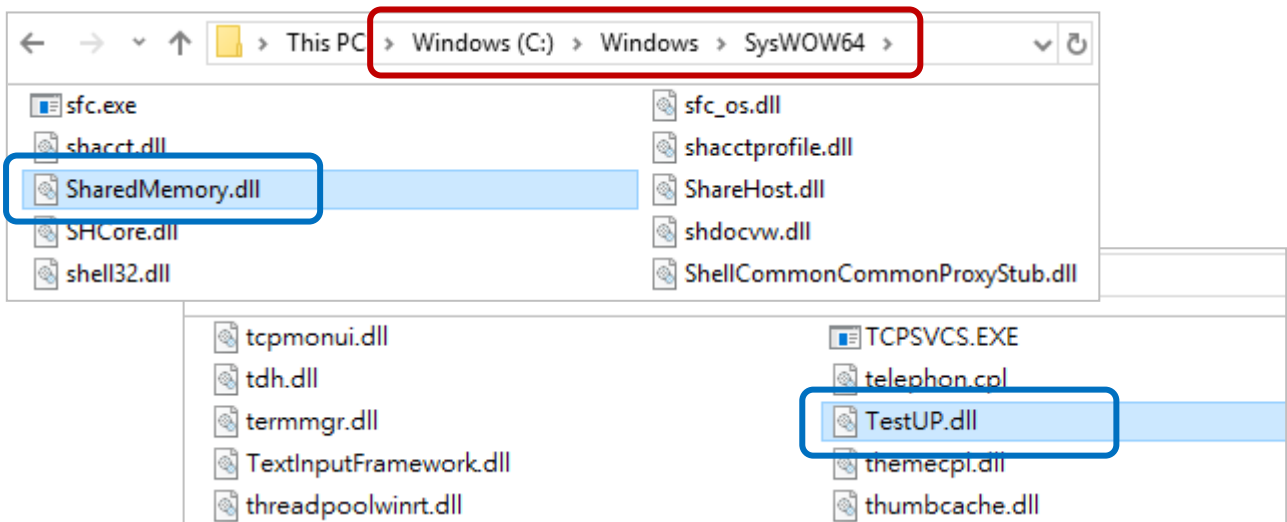 This PC > Windows (C:) > Windows > SysWOW64 >
sfc.exe
sfc_os.dll
shacct.dll
shacctprofile.dll
SharedMemory.dll
ShareHost.dll
SHCore.dll
shdocvw.dll
shell32.dll
ShellCommonCommonProxyStub.dll
tcpmonui.dll
TCPSVCS.EXE
tdh.dll
telephon.cpl
termmgr.dll
TestUP.dll
TextInputFramework.dll
themecpl.dll
threadpoolwinrt.dll
thumbcache.dll